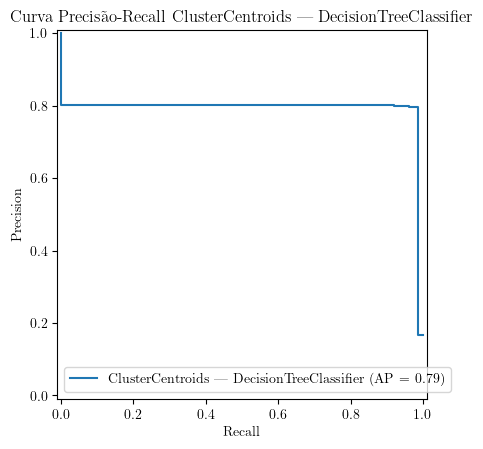 Curva Precisão-Recall ClusterCentroids — DecisionTreeClassifier
1.0
0.8
0.6
0.4
0.2
0.0
Precision
ClusterCentroids — DecisionTreeClassifier (AP = 0.79)
0.0 0.2 0.4 0.6 0.8 1.0
Recall